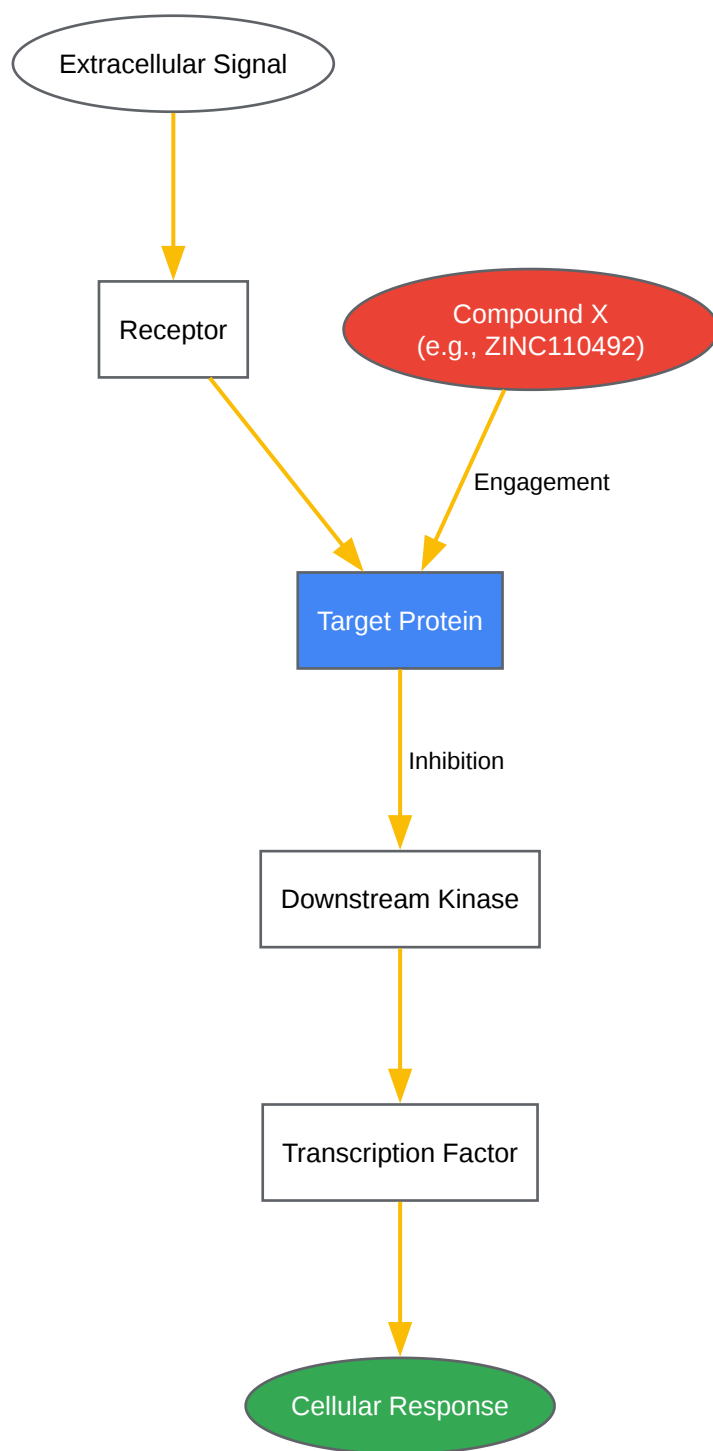 Extracellular Signal
Receptor
Compound X
(e.g., ZINC110492)
Engagement
Target Protein
Inhibition
Downstream Kinase
Transcription Factor
Cellular Response